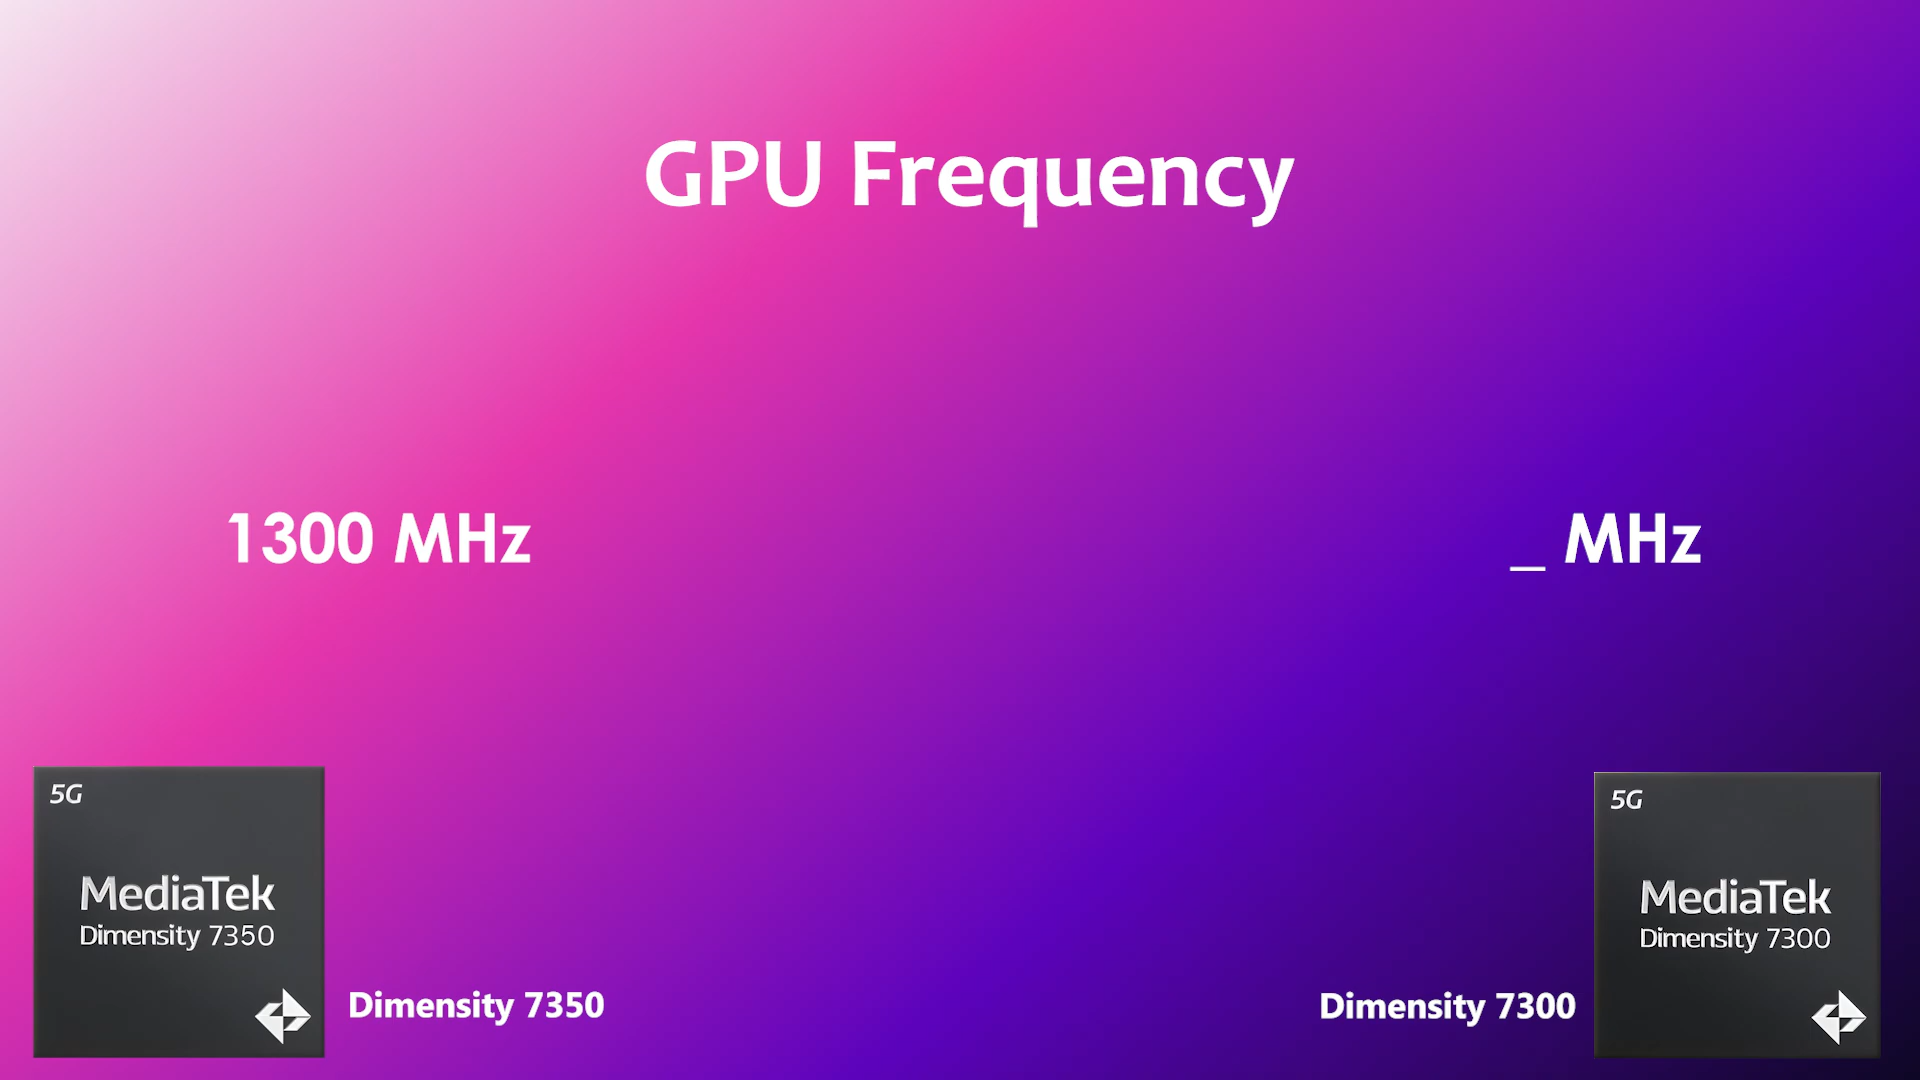 GPU Frequency
1300 MHz
_ MHz
5G
MediaTek
Dimensity 7350
Dimensity 7350
Dimensity 7300
5G
MediaTek
Dimensity 7300